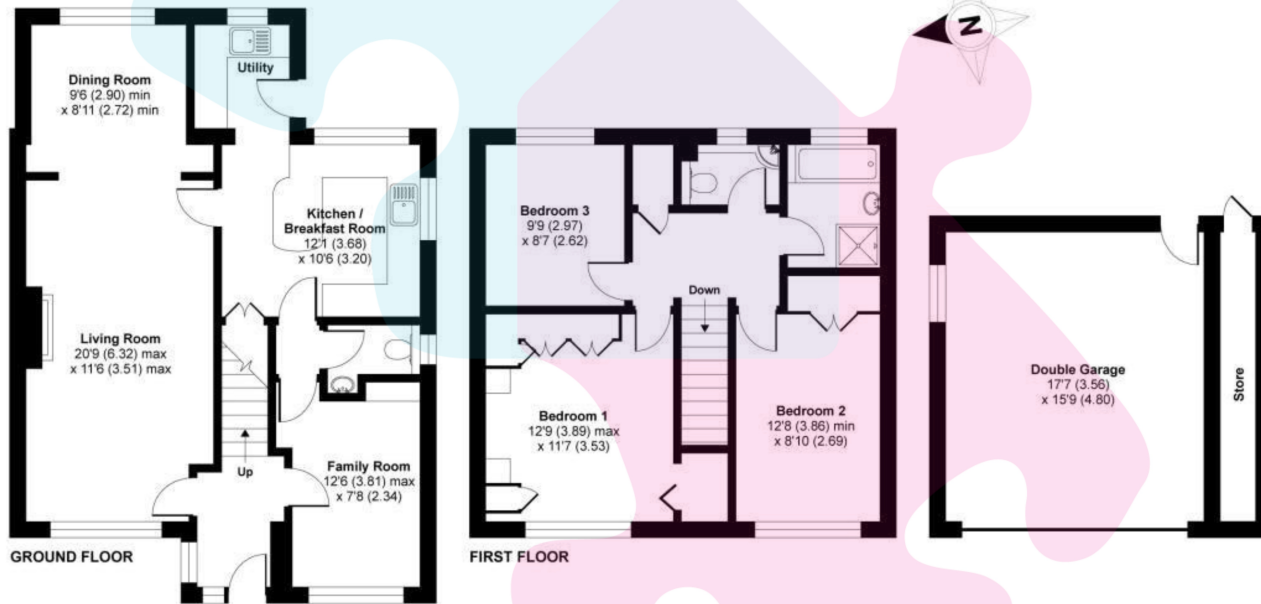 Dining Room
9'6 (2.90) min
x 8'11 (2.72) min
Utility
Kitchen /
Breakfast Room
12'1 (3.68)
x 10'6 (3.20)
Living Room
20'9 (6.32) max
x 11'6 (3.51) max
Up
Family Room
12'6 (3.81) max
x 7'8 (2.34)
GROUND FLOOR
Bedroom 3
9'9 (2.97)
x 8'7 (2.62)
Down
Bedroom 1
12'9 (3.89) max
x 11'7 (3.53)
Bedroom 2
12'8 (3.86) min
x 8'10 (2.69)
FIRST FLOOR
N
Double Garage
17'7 (3.56)
x 15'9 (4.80)
Store